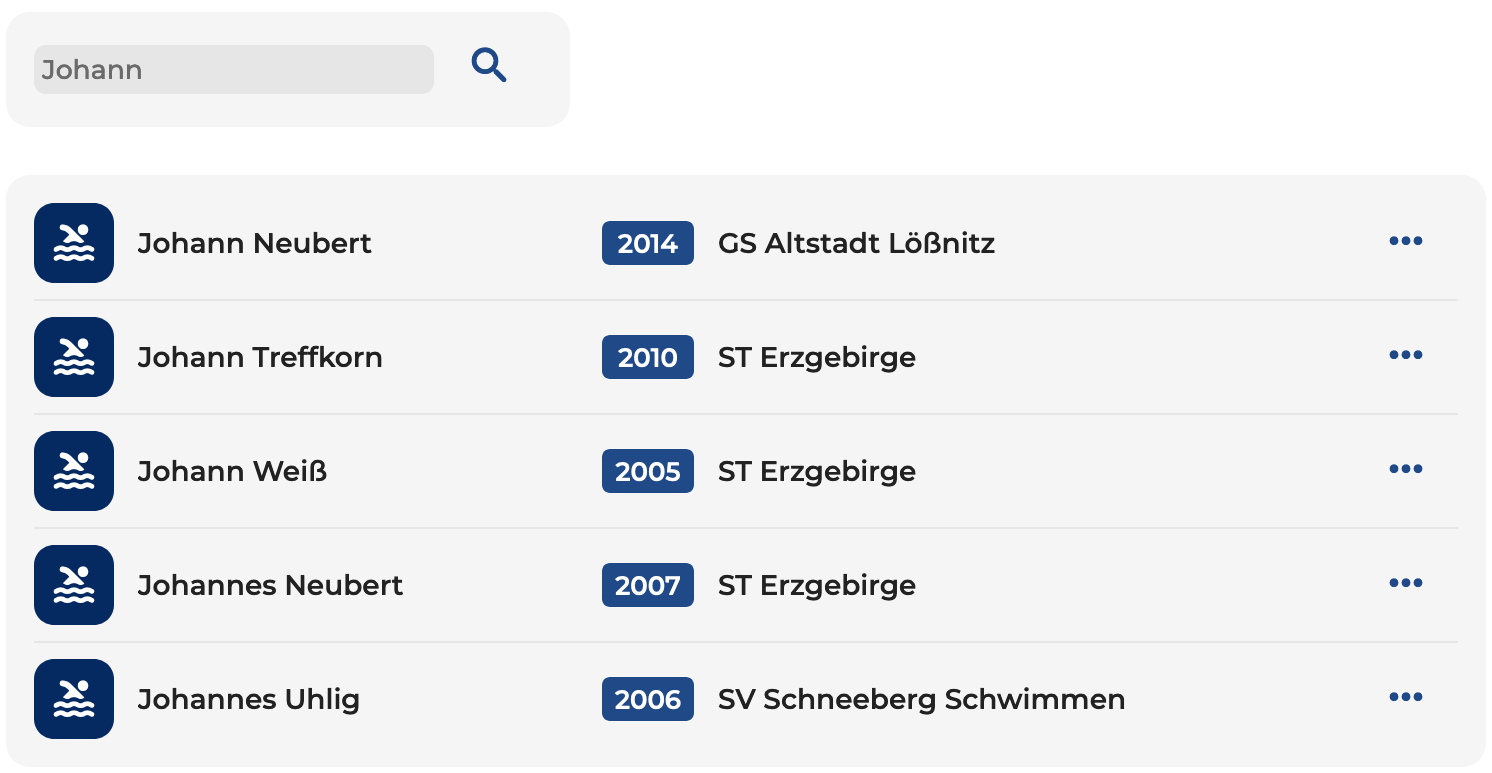 Johann
Johann Neubert 2014 GS Altstadt Lößnitz
Johann Treffkorn 2010 ST Erzgebirge
Johann Weiß 2005 ST Erzgebirge
Johannes Neubert 2007 ST Erzgebirge
Johannes Uhlig 2006 SV Schneeberg Schwimmen